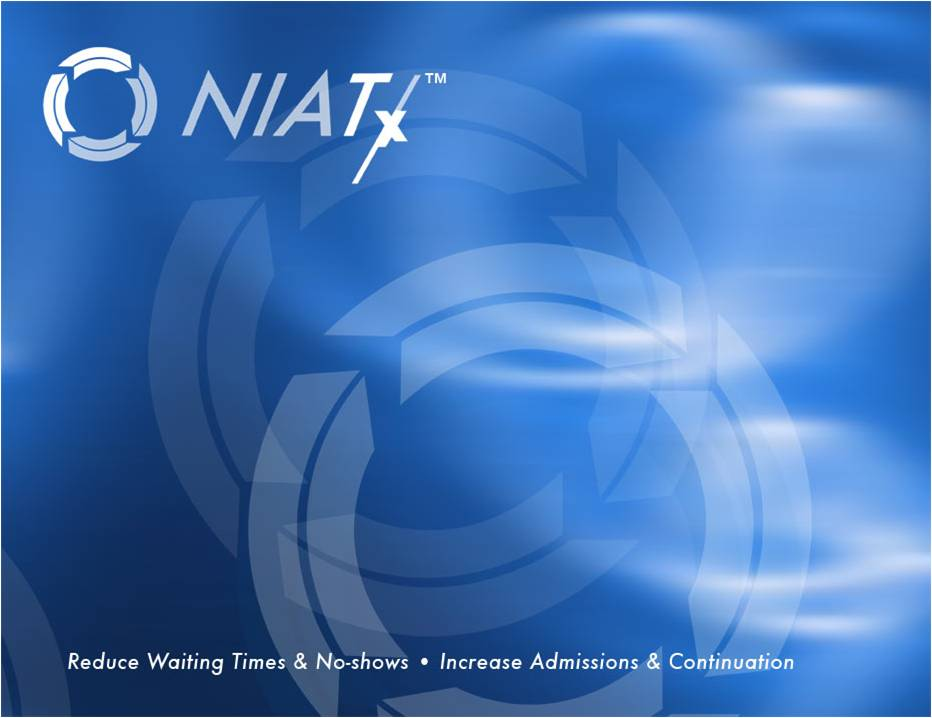 NIATx™
Reduce Waiting Times & No-shows • Increase Admissions & Continuation